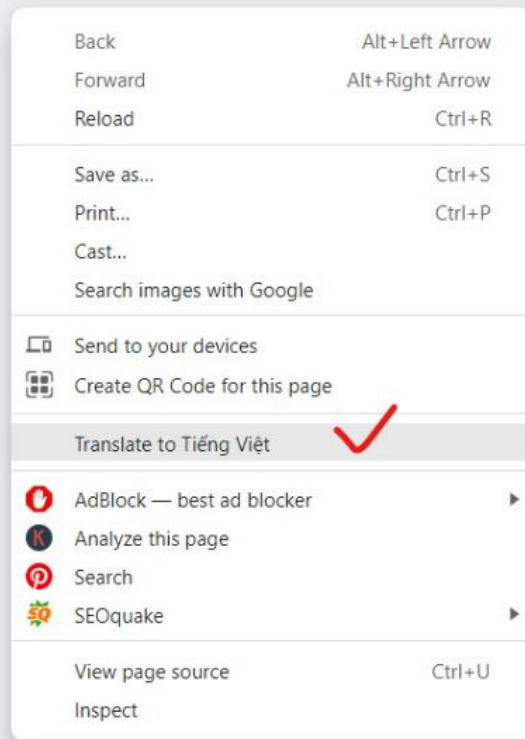 Back Alt+Left Arrow
Forward Alt+Right Arrow
Reload Ctrl+R
Save as... Ctrl+S
Print... Ctrl+P
Cast...
Search images with Google
Send to your devices
Create QR Code for this page
Translate to Tiếng Việt
AdBlock — best ad blocker
K Analyze this page
Search
SQ SEOquake
View page source Ctrl+U
Inspect